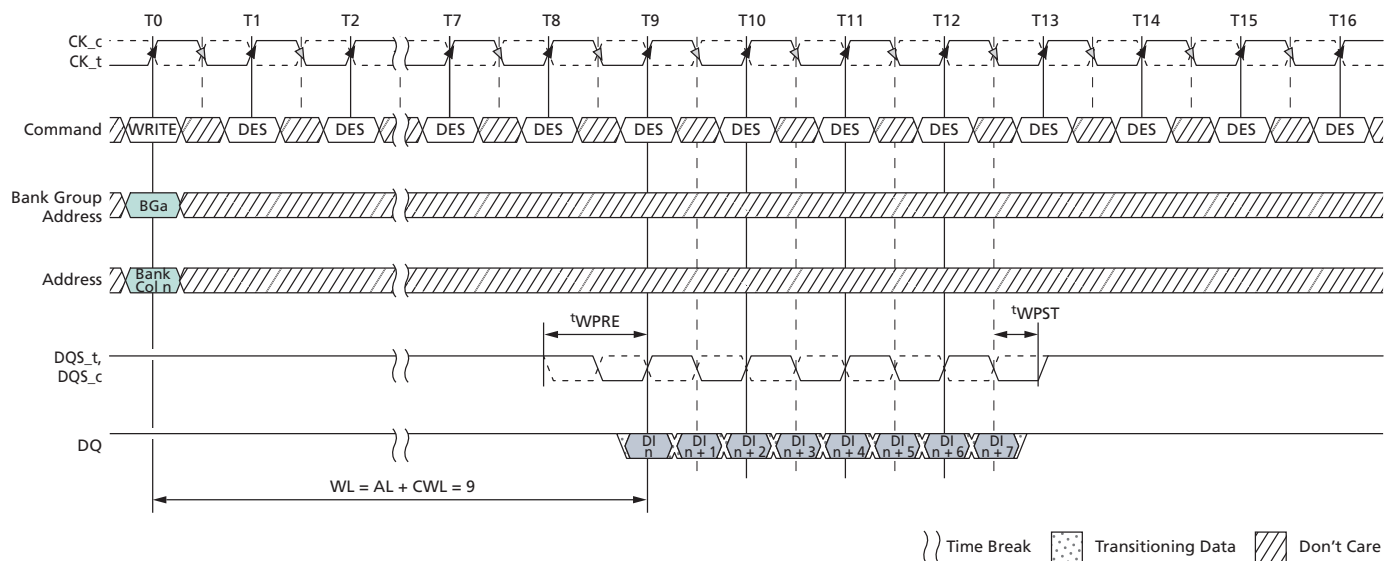 T0 T1 T2 T7 T8 T9 T10 T11 T12 T13 T14 T15 T16
CK_c
CK_t
Command WRITE DES DES DES DES DES DES DES DES DES DES DES DES
Bank Group
Address
BGa
Address
Bank
Col n
tWPRE tWPST
DQS_t,
DQS_c
DQ
DI
n
DI
n + 1
DI
n + 2
DI
n + 3
DI
n + 4
DI
n + 5
DI
n + 6
DI
n + 7
WL = AL + CWL = 9
Time Break Transitioning Data Don't Care